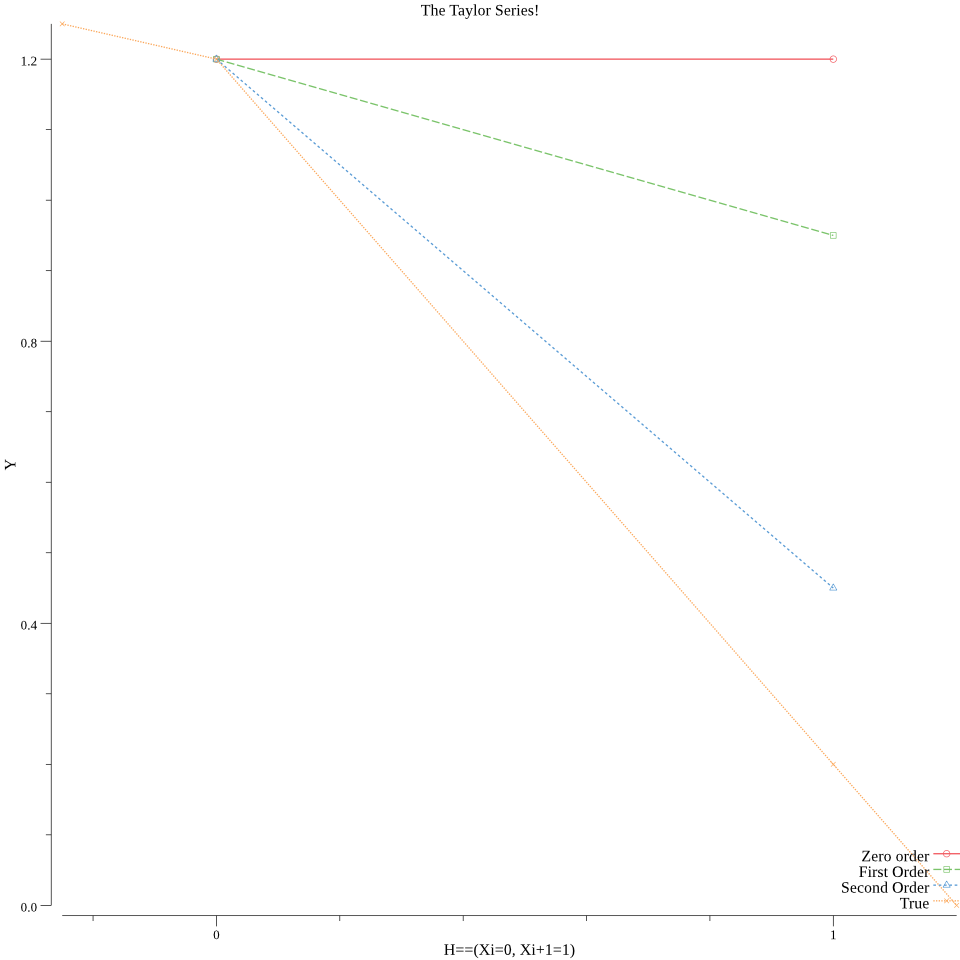 The Taylor Series!
1.2
0.8
Y
0.4
0.0
Zero order
First Order
Second Order
True
0
1
H==(Xi=0, Xi+1=1)